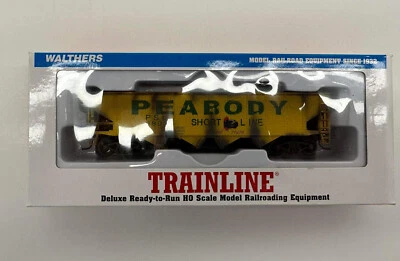 WALTHERS
MODEL RAILROAD EQUIPMENT SINCE 1932
PEABODY
SHORT LINE
TRAINLINE®
Deluxe Ready-to-Run HO Scale Model Railroading Equipment